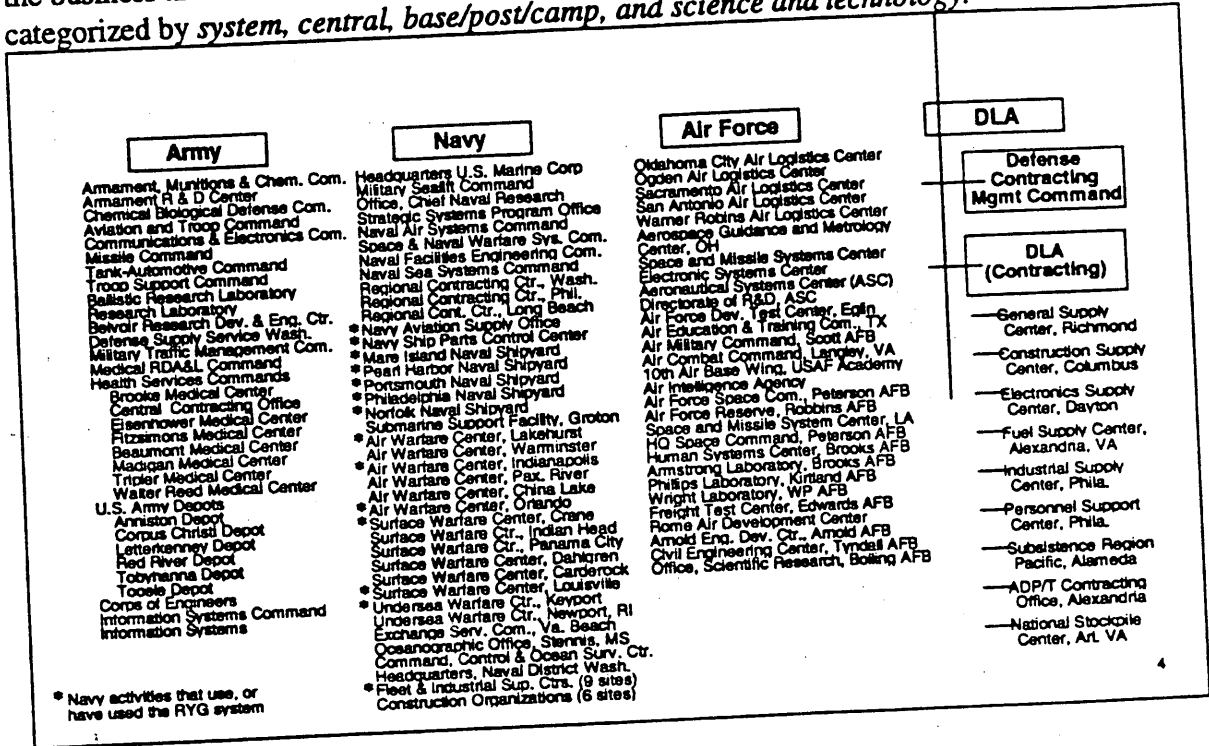 categorized by system, central, base/post/camp, and science and technology.
Army
Armament, Munitions & Chem. Com.
Armament R & D Center
Chemical Biological Defense Com.
Aviation and Troop Command
Communications & Electronics Com.
Missile Command
Tank-Automotive Command
Troop Support Command
Ballistic Research Laboratory
Research Laboratory
Belvoir Research Dev. & Eng. Ctr.
Defense Supply Service Wash.
Military Traffic Management Com.
Medical RDA&L Command
Health Services Commands
Brooke Medical Center
Central Contracting Office
Eisenhower Medical Center
Fitzsimons Medical Center
Beaumont Medical Center
Madigan Medical Center
Tripler Medical Center
Walter Reed Medical Center
U.S. Army Depots
Anniston Depot
Corpus Christi Depot
Letterkenney Depot
Red River Depot
Tobyhanna Depot
Tooele Depot
Corps of Engineers
Information Systems Command
Information Systems
* Navy activities that use, or
have used the RYG system
Navy
Headquarters U.S. Marine Corp
Military Sealift Command
Office, Chief Naval Research
Strategic Systems Program Office
Naval Air Systems Command
Space & Naval Warfare Sys. Com.
Naval Facilities Engineering Com.
Naval Sea Systems Command
Regional Contracting Ctr., Wash.
Regional Contracting Ctr., Phil.
Regional Cont. Ctr., Long Beach
* Navy Aviation Supply Office
* Navy Ship Parts Control Center
* Mare Island Naval Shipyard
* Pearl Harbor Naval Shipyard
* Portsmouth Naval Shipyard
* Philadelphia Naval Shipyard
* Norfolk Naval Shipyard
Submarine Support Facility, Groton
* Air Warfare Center, Lakehurst
Air Warfare Center, Warminster
* Air Warfare Center, Indianapolis
Air Warfare Center, Pax. River
Air Warfare Center, China Lake
* Air Warfare Center, Orlando
* Surface Warfare Center, Crane
Surface Warfare Ctr., Indian Head
Surface Warfare Ctr., Panama City
Surface Warfare Center, Dahlgren
Surface Warfare Center, Carderock
* Surface Warfare Center, Louisville
* Undersea Warfare Ctr., Keyport
Undersea Warfare Ctr., Newport, RI
Exchange Serv. Com., Va. Beach
Oceanographic Office, Stennis, MS
Command, Control & Ocean Surv. Ctr.
Headquarters, Naval District Wash.
* Fleet & Industrial Sup. Ctrs. (9 sites)
Construction Organizations (6 sites)
Air Force
Oldahoma City Air Logistics Center
Ogden Air Logistics Center
Sacramento Air Logistics Center
San Antonio Air Logistics Center
Warner Robins Air Logistics Center
Aerospace Guidance and Metrology
Center, OH
Space and Missile Systems Center
Electronic Systems Center
Aeronautical Systems Center (ASC)
Directorate of R&D, ASC
Air Force Dev. Test Center, Eglin
Air Education & Training Com., TX
Air Military Command, Scott AFB
Air Combat Command, Langley, VA
10th Air Base Wing, USAF Academy
Air Intelligence Agency
Air Force Space Com., Peterson AFB
Air Force Reserve, Robbins AFB
Space and Missile System Center, LA
HQ Space Command, Peterson AFB
Human Systems Center, Brooks AFB
Armstrong Laboratory, Brooks AFB
Phillips Laboratory, Kirtland AFB
Wright Laboratory, WP AFB
Freight Test Center, Edwards AFB
Rome Air Development Center
Arnold Eng. Dev. Ctr., Arnold AFB
Civil Engineering Center, Tyndall AFB
Office, Scientific Research, Bolling AFB
DLA
Defense
Contracting
Mgmt Command
DLA
(Contracting)
General Supply
Center, Richmond
Construction Supply
Center, Columbus
Electronics Supply
Center, Dayton
Fuel Supply Center,
Alexandria, VA
Industrial Supply
Center, Phila.
Personnel Support
Center, Phila.
Subsistence Region
Pacific, Alameda
ADP/T Contracting
Office, Alexandria
National Stockpile
Center, Arl. VA
4